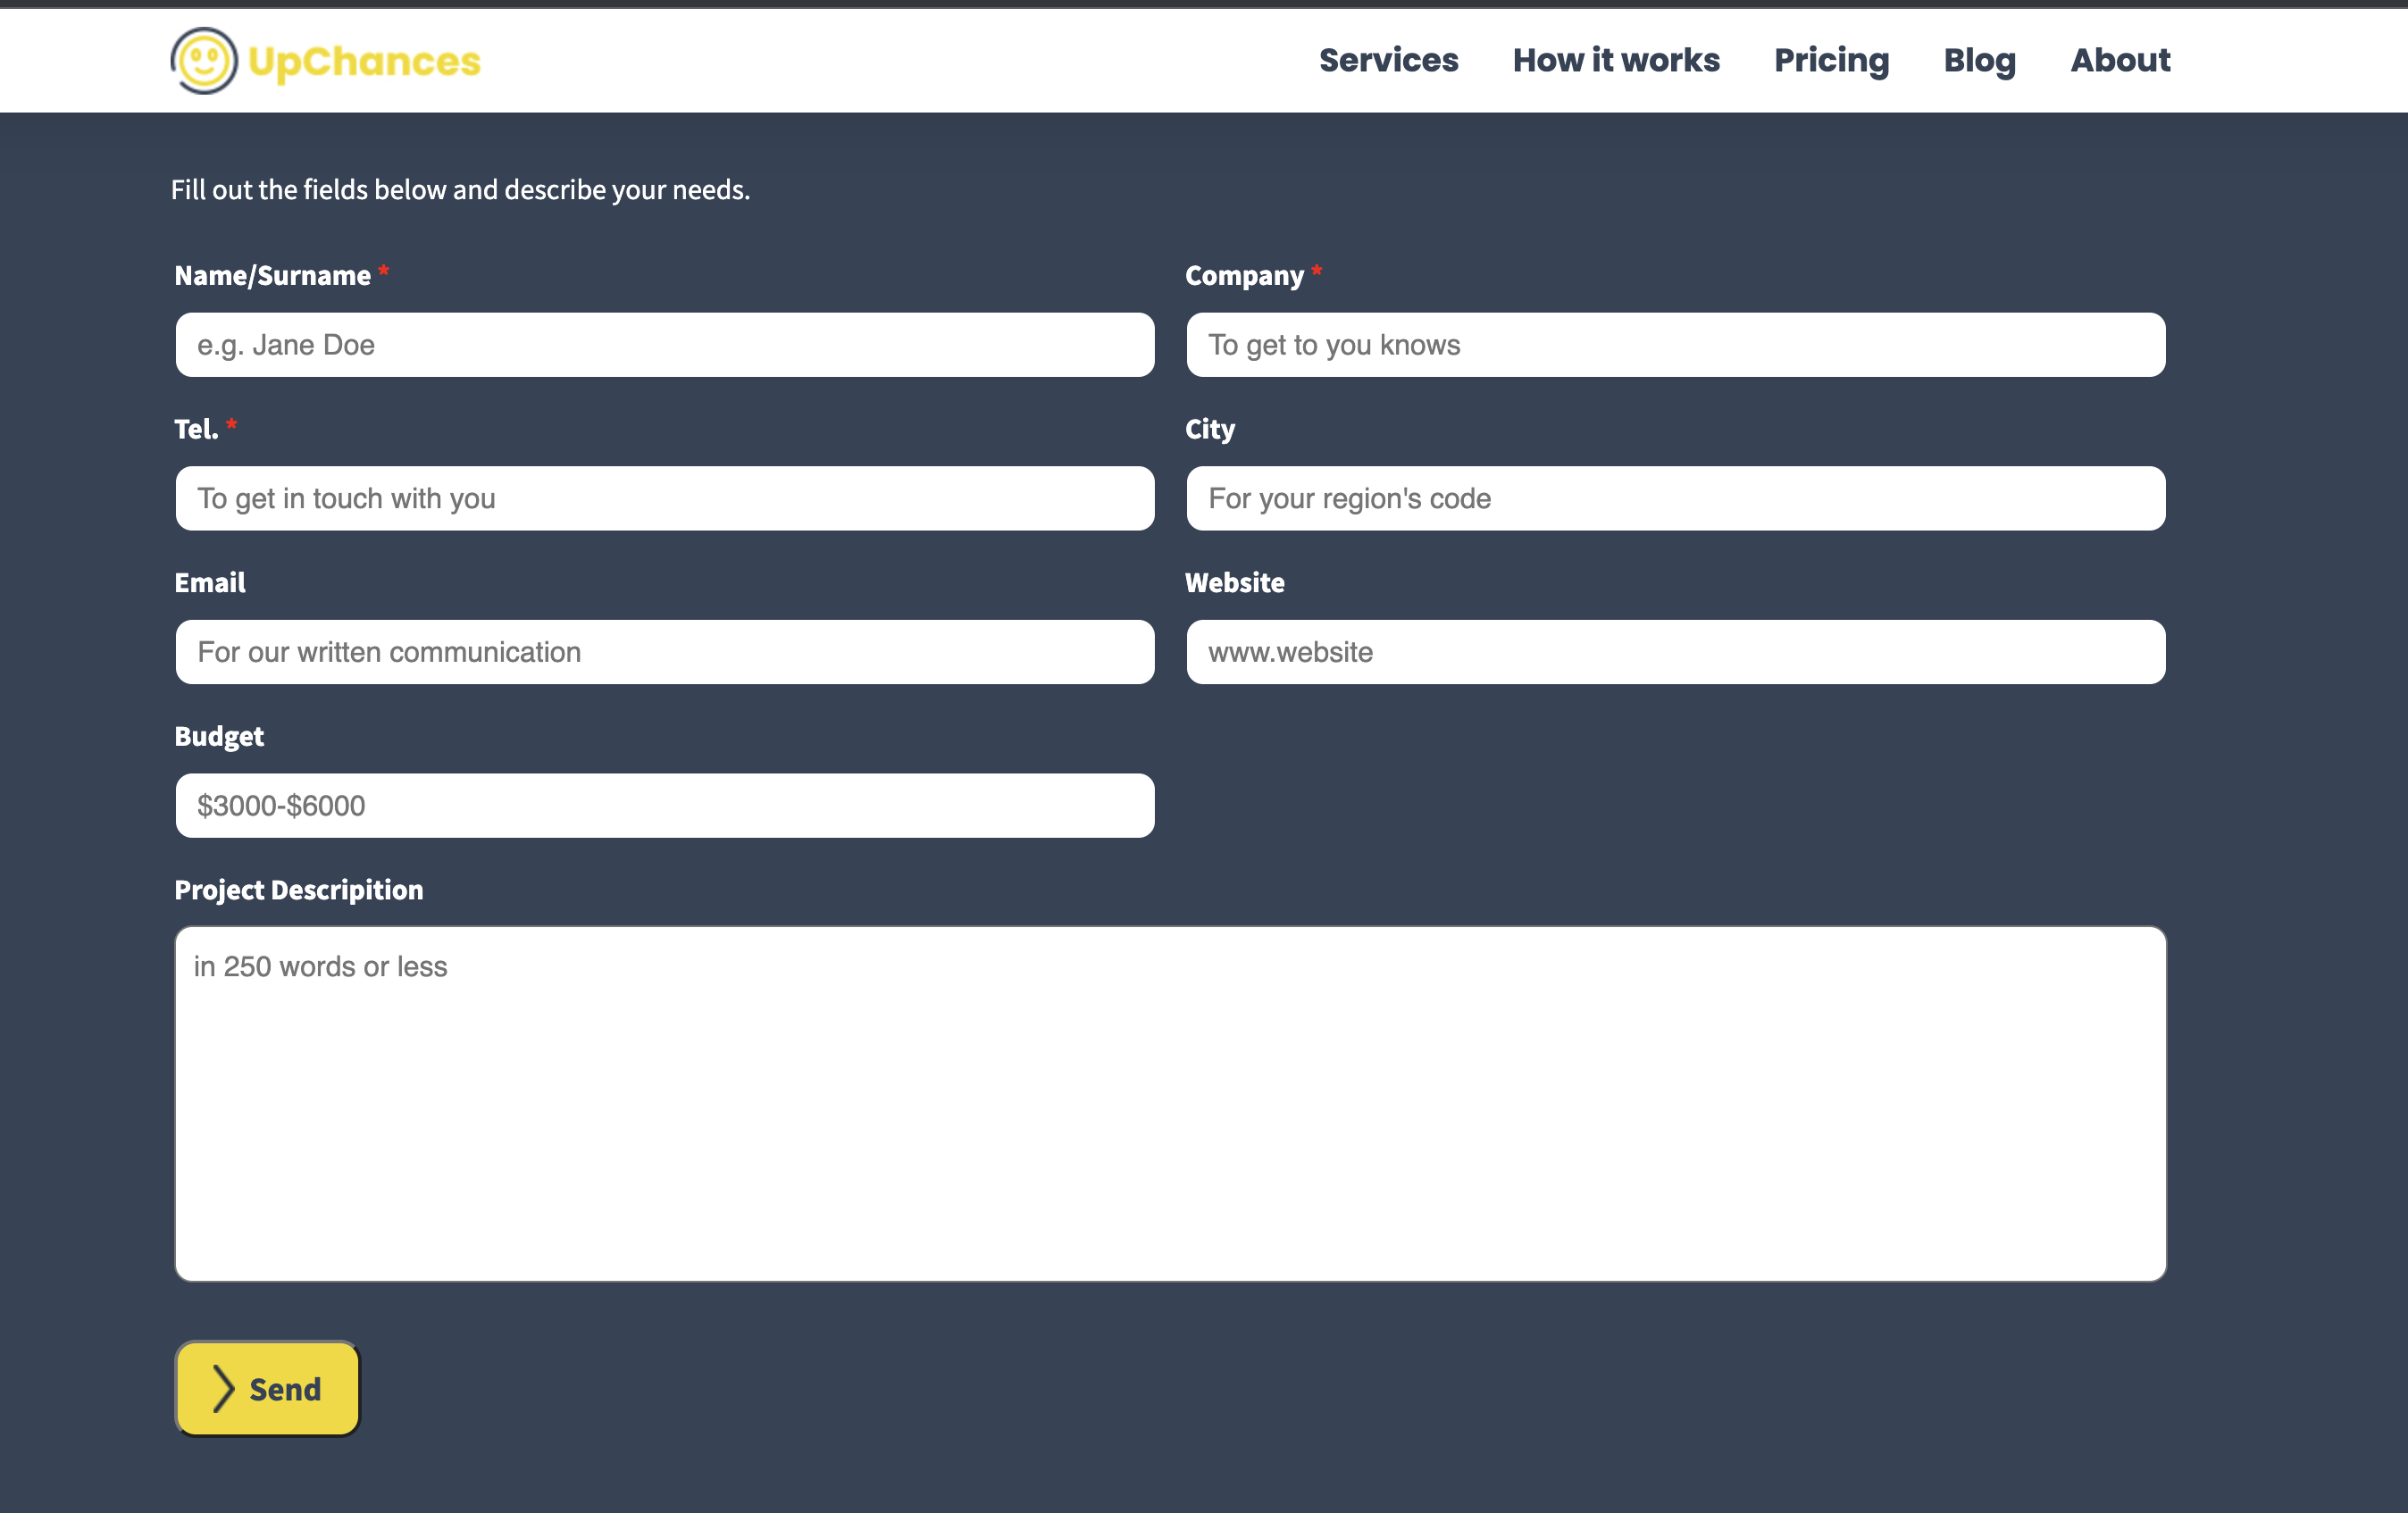 UpChances
Services How it works Pricing Blog About
Fill out the fields below and describe your needs.
Name/Surname * Company *
e.g. Jane Doe To get to you knows
Tel. * City
To get in touch with you For your region's code
Email Website
For our written communication www.website
Budget
$3000-$6000
Project Descripition
in 250 words or less
Send